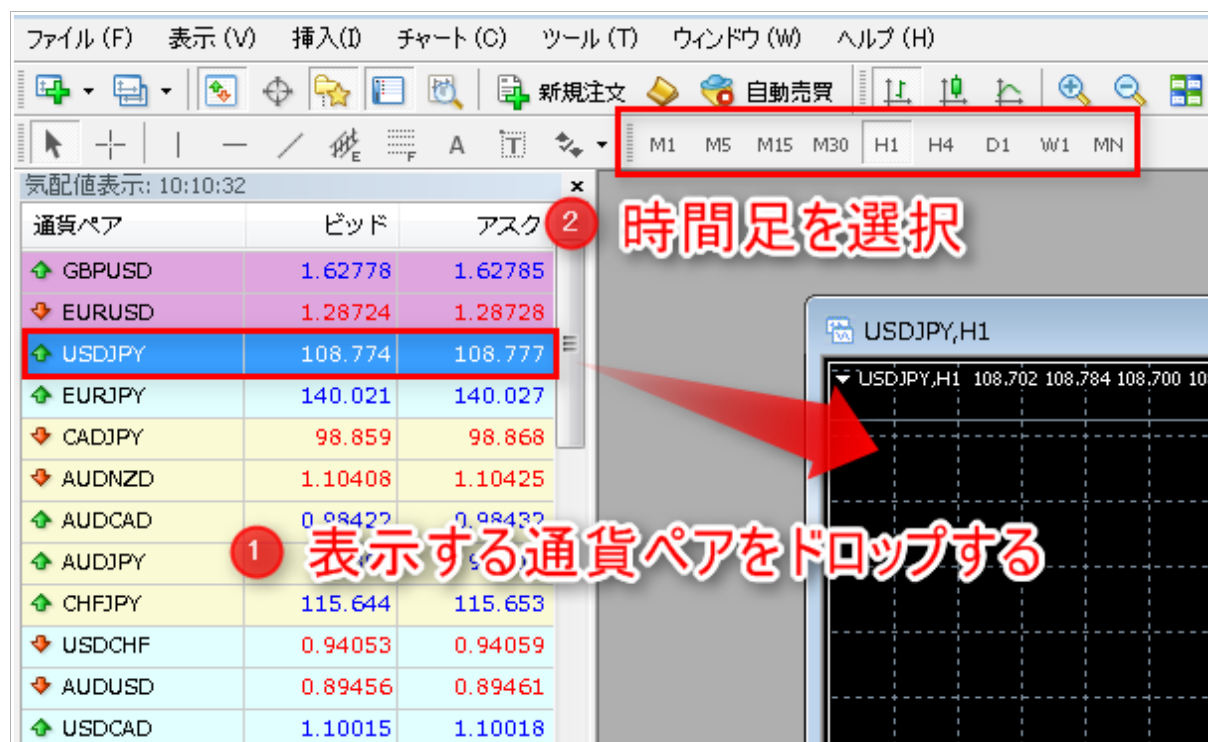 ファイル (F) 表示 (V) 挿入(I) チャート (C) ツール (T) ウィンドウ (W) ヘルプ (H)
新規注文 自動売買
E F A T M1 M5 M15 M30 H1 H4 D1 W1 MN
気配値表示: 10:10:32 x
通貨ペア ビッド アスク
2 時間足を選択
GBPUSD 1.62778 1.62785
EURUSD 1.28724 1.28728
USDJPY 108.774 108.777
EURJPY 140.021 140.027
CADJPY 98.859 98.868
AUDNZD 1.10408 1.10425
AUDCAD 0.98422 0.98432
1 表示する通貨ペアをドロップする
AUDJPY
CHFJPY 115.644 115.653
USDCHF 0.94053 0.94059
AUDUSD 0.89456 0.89461
USDCAD 1.10015 1.10018
USDJPY,H1
USDJPY,H1 108.702 108.784 108.700